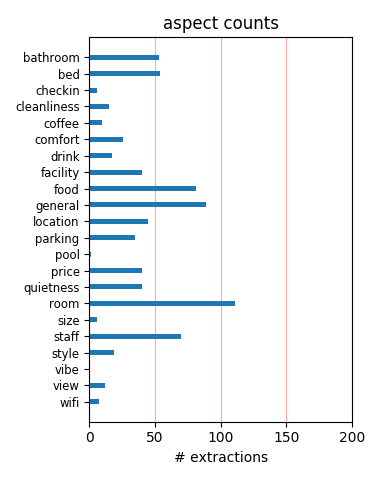 aspect counts
bathroom
bed
checkin
cleanliness
coffee
comfort
drink
facility
food
general
location
parking
pool
price
quietness
room
size
staff
style
vibe
view
wifi
0 50 100 150 200
# extractions